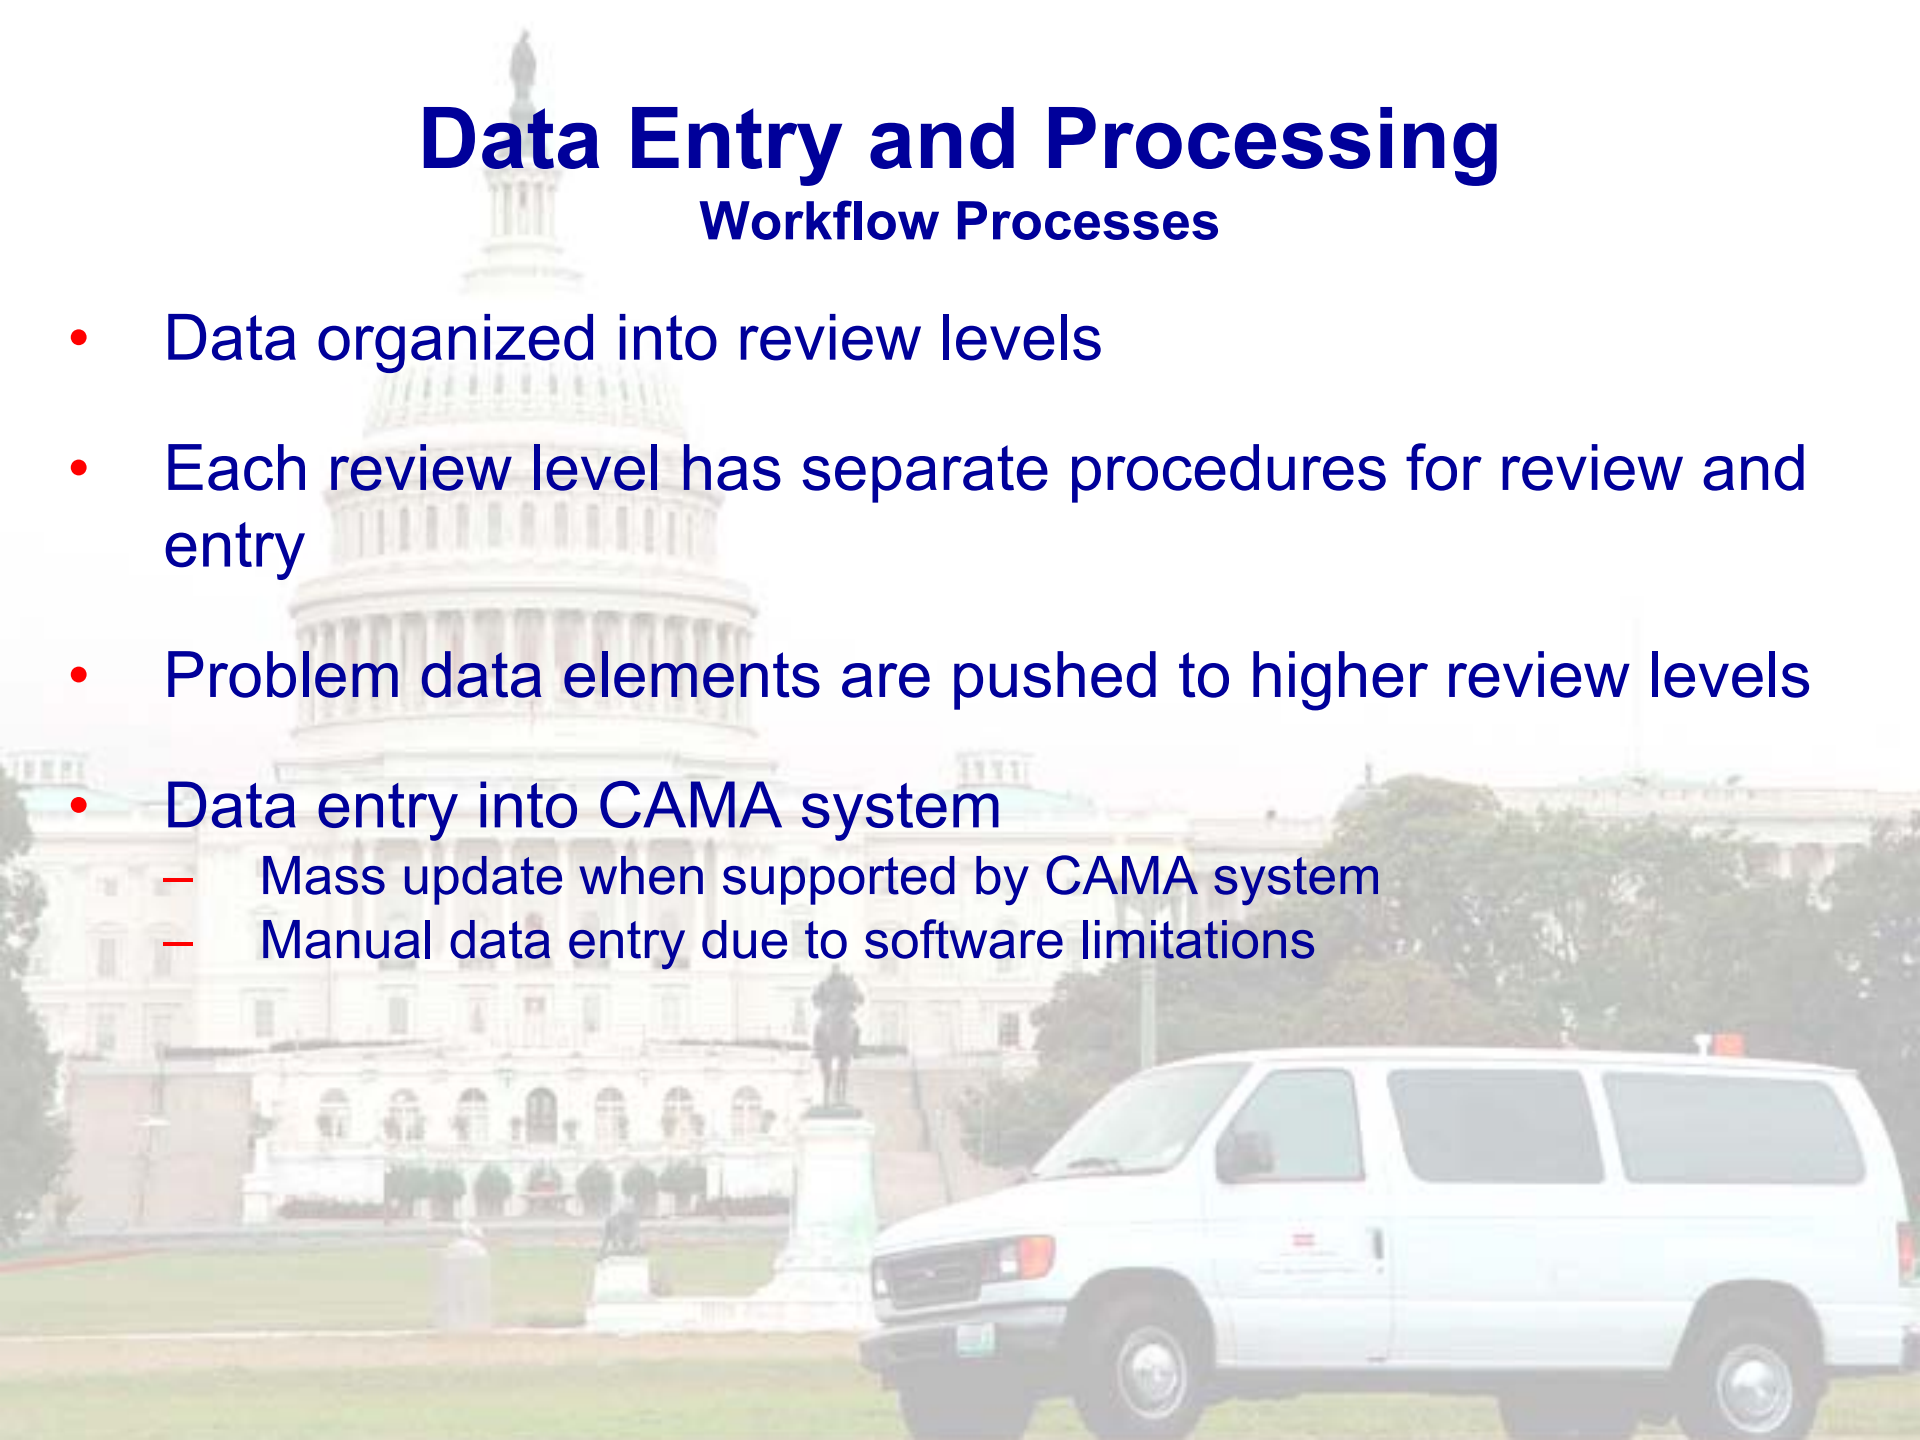 Data Entry and Processing
Workflow Processes
• Data organized into review levels
• Each review level has separate procedures for review and
entry
• Problem data elements are pushed to higher review levels
• Data entry into CAMA system
– Mass update when supported by CAMA system
– Manual data entry due to software limitations